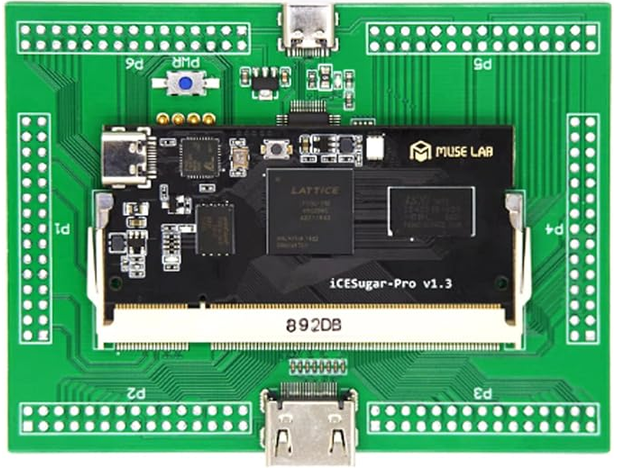 P6
PWR
P5
MUSE LAB
LATTICE
P1
P4
iCESugar-Pro v1.3
892DB
P2
P3